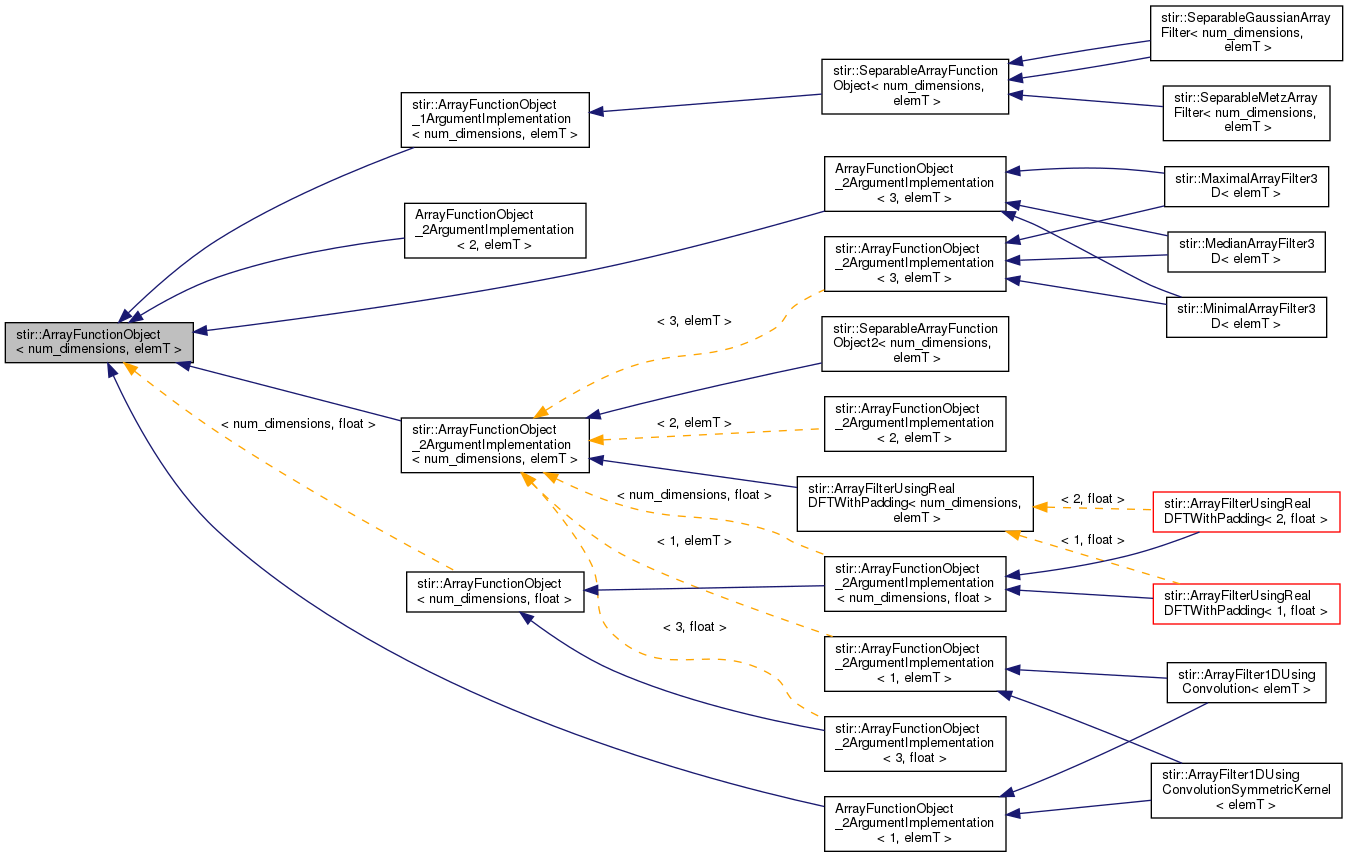 stir::SeparableGaussianArray
Filter< num_dimensions,
elemT >
stir::SeparableArrayFunction
Object< num_dimensions,
elemT >
stir::SeparableMetzArray
Filter< num_dimensions,
elemT >
stir::ArrayFunctionObject
_1ArgumentImplementation
< num_dimensions, elemT >
ArrayFunctionObject
_2ArgumentImplementation
< 3, elemT >
stir::MaximalArrayFilter3
D< elemT >
ArrayFunctionObject
_2ArgumentImplementation
< 2, elemT >
stir::ArrayFunctionObject
_2ArgumentImplementation
< 3, elemT >
stir::MedianArrayFilter3
D< elemT >
stir::MinimalArrayFilter3
D< elemT >
< 3, elemT >
stir::ArrayFunctionObject
< num_dimensions, elemT >
stir::SeparableArrayFunction
Object2< num_dimensions,
elemT >
< num_dimensions, float >
stir::ArrayFunctionObject
_2ArgumentImplementation
< num_dimensions, elemT >
< 2, elemT >
stir::ArrayFunctionObject
_2ArgumentImplementation
< 2, elemT >
< num_dimensions, float >
stir::ArrayFilterUsingReal
DFTWithPadding< num_dimensions,
elemT >
< 2, float >
stir::ArrayFilterUsingReal
DFTWithPadding< 2, float >
< 1, elemT >
< 1, float >
stir::ArrayFunctionObject
< num_dimensions, float >
stir::ArrayFunctionObject
_2ArgumentImplementation
< num_dimensions, float >
stir::ArrayFilterUsingReal
DFTWithPadding< 1, float >
< 3, float >
stir::ArrayFunctionObject
_2ArgumentImplementation
< 1, elemT >
stir::ArrayFilter1DUsing
Convolution< elemT >
stir::ArrayFunctionObject
_2ArgumentImplementation
< 3, float >
stir::ArrayFilter1DUsing
ConvolutionSymmetricKernel
< elemT >
ArrayFunctionObject
_2ArgumentImplementation
< 1, elemT >